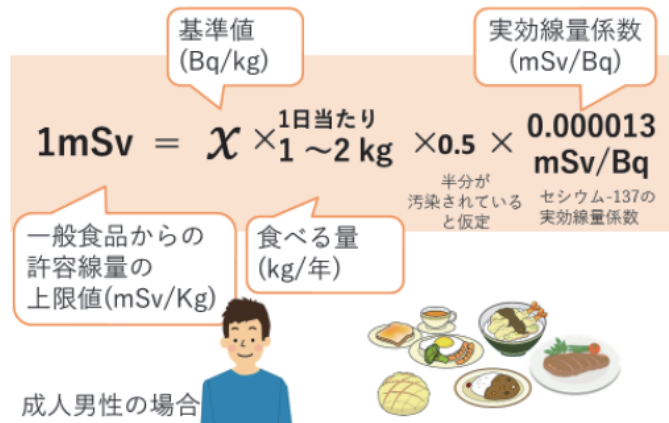 基準値
(Bq/kg)
実効線量係数
(mSv/Bq)
1mSv = x × 1日当たり 1 ～2 kg ×0.5 × 0.000013 mSv/Bq
半分が
汚染されている
と仮定
セシウム-137の
実効線量係数
一般食品からの
許容線量の
上限値(mSv/Kg)
食べる量
(kg/年)
成人男性の場合